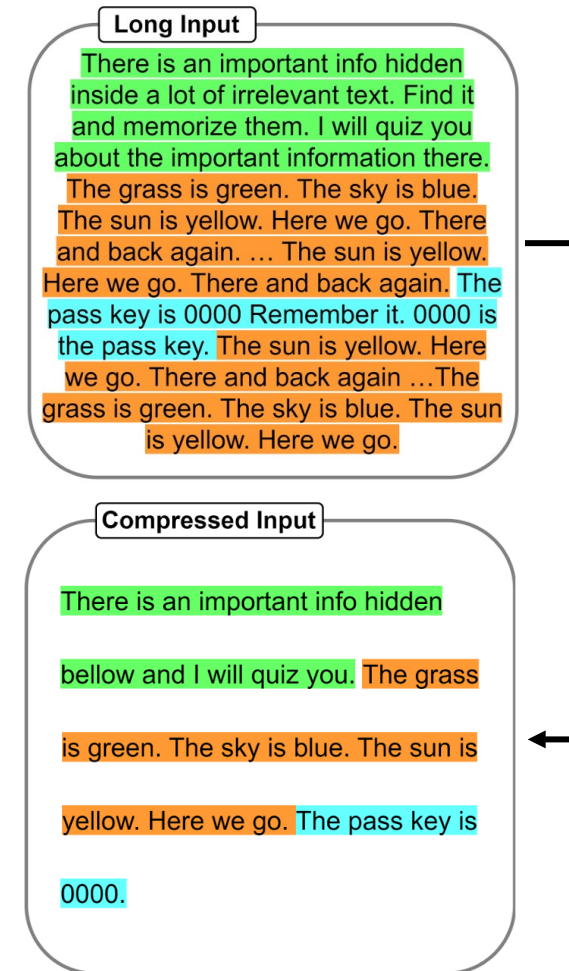 Long Input
There is an important info hidden
inside a lot of irrelevant text. Find it
and memorize them. I will quiz you
about the important information there.
The grass is green. The sky is blue.
The sun is yellow. Here we go. There
and back again. … The sun is yellow.
Here we go. There and back again. The
pass key is 0000 Remember it. 0000 is
the pass key. The sun is yellow. Here
we go. There and back again …The
grass is green. The sky is blue. The sun
is yellow. Here we go.
Compressed Input
There is an important info hidden
bellow and I will quiz you. The grass
is green. The sky is blue. The sun is
yellow. Here we go. The pass key is
0000.